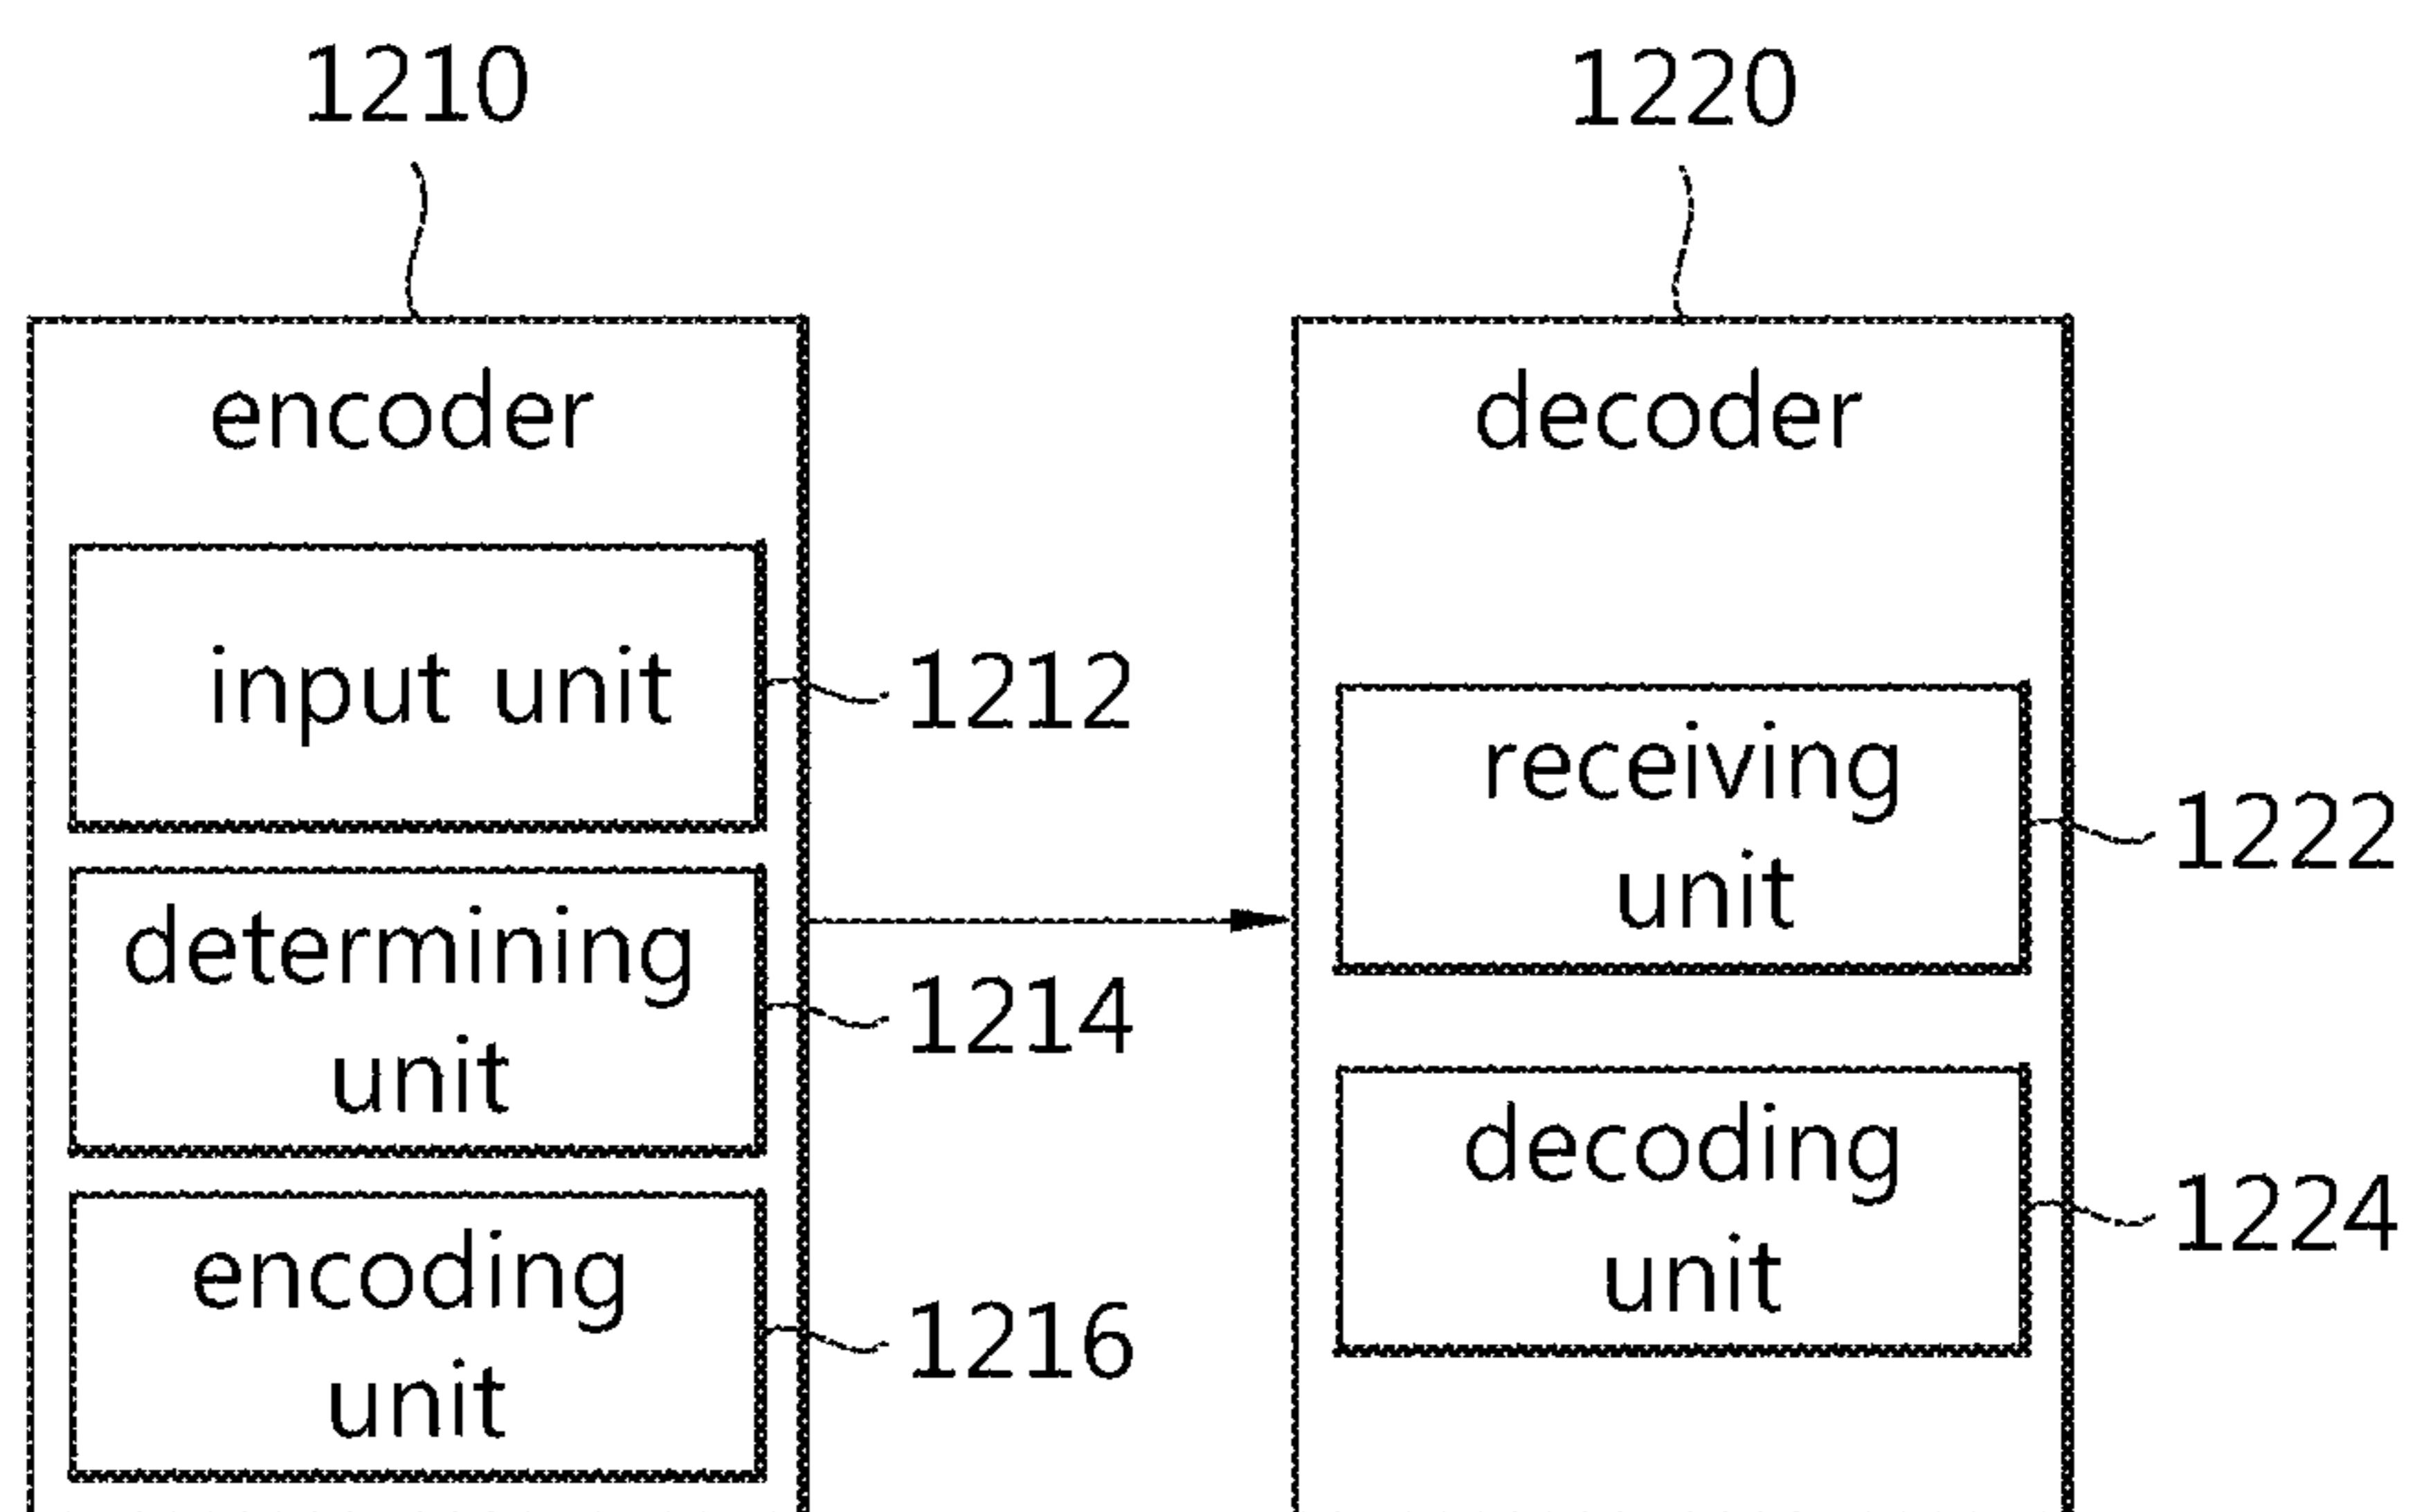 1210
1220
encoder
decoder
input unit
1212
receiving
unit
1222
determining
unit
1214
decoding
unit
1224
encoding
unit
1216